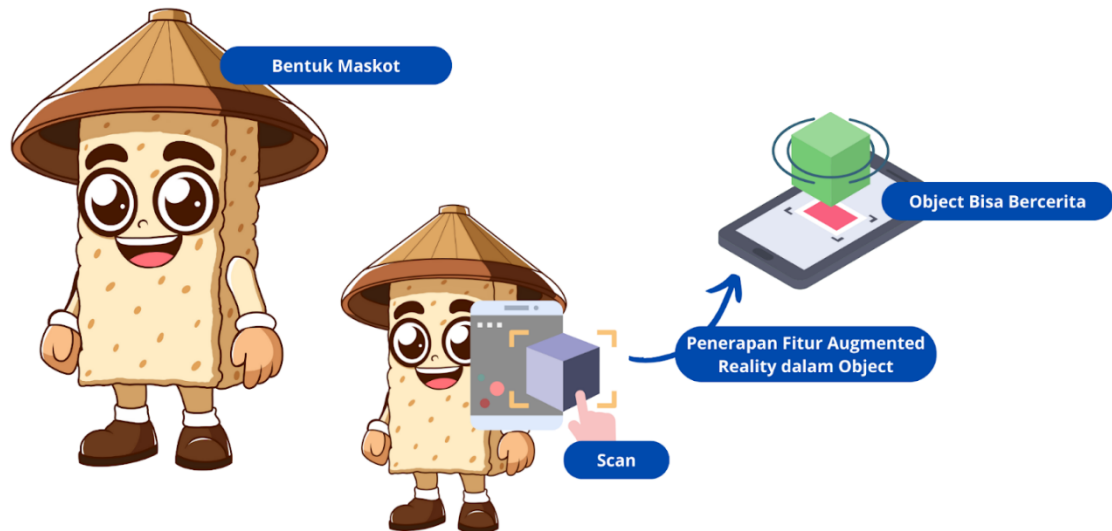 Bentuk Maskot
Object Bisa Bercerita
Penerapan Fitur Augmented
Reality dalam Object
Scan